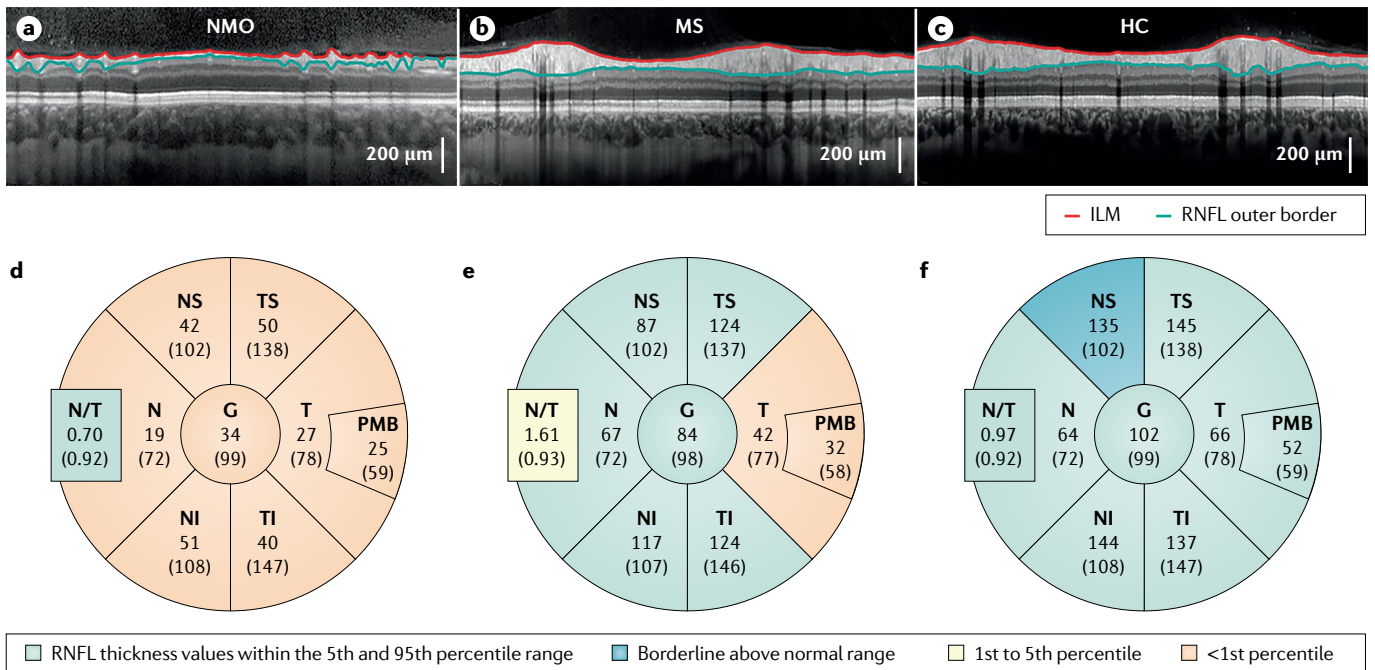 a
NMO
200 µm
b
MS
200 µm
c
HC
200 µm
ILM
RNFL outer border
d
NS
42
(102)
TS
50
(138)
N/T
0.70
(0.92)
N
19
(72)
G
34
(99)
T
27
(78)
PMB
25
(59)
NI
51
(108)
TI
40
(147)
e
NS
87
(102)
TS
124
(137)
N/T
1.61
(0.93)
N
67
(72)
G
84
(98)
T
42
(77)
PMB
32
(58)
NI
117
(107)
TI
124
(146)
f
NS
135
(102)
TS
145
(138)
N/T
0.97
(0.92)
N
64
(72)
G
102
(99)
T
66
(78)
PMB
52
(59)
NI
144
(108)
TI
137
(147)
RNFL thickness values within the 5th and 95th percentile range
Borderline above normal range
1st to 5th percentile
<1st percentile